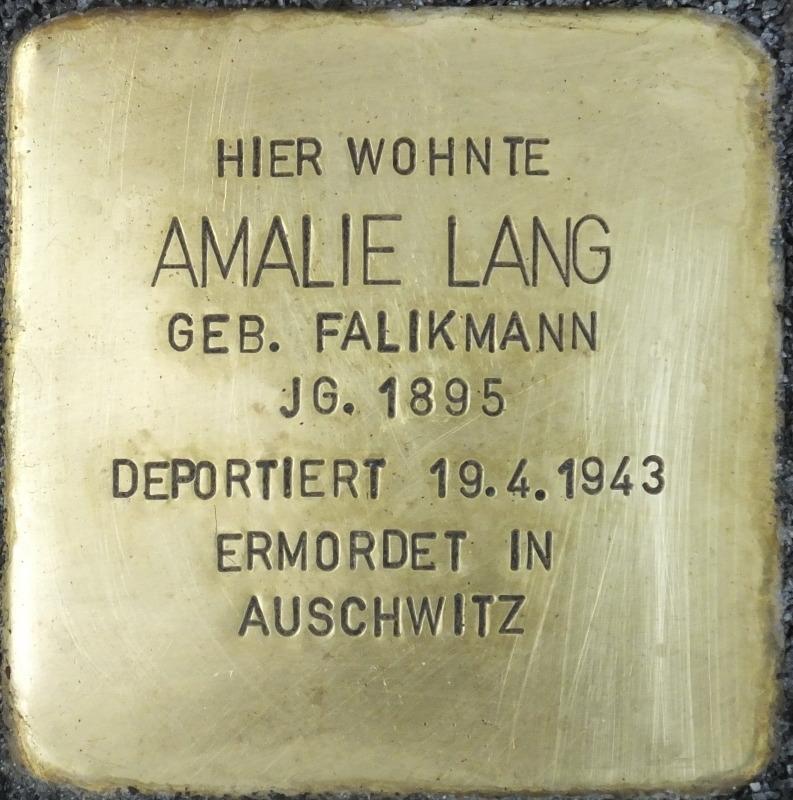 HIER WOHNTE
AMALIE LANG
GEB. FALIKMANN
JG. 1895
DEPORTIERT 19.4.1943
ERMORDET IN
AUSCHWITZ